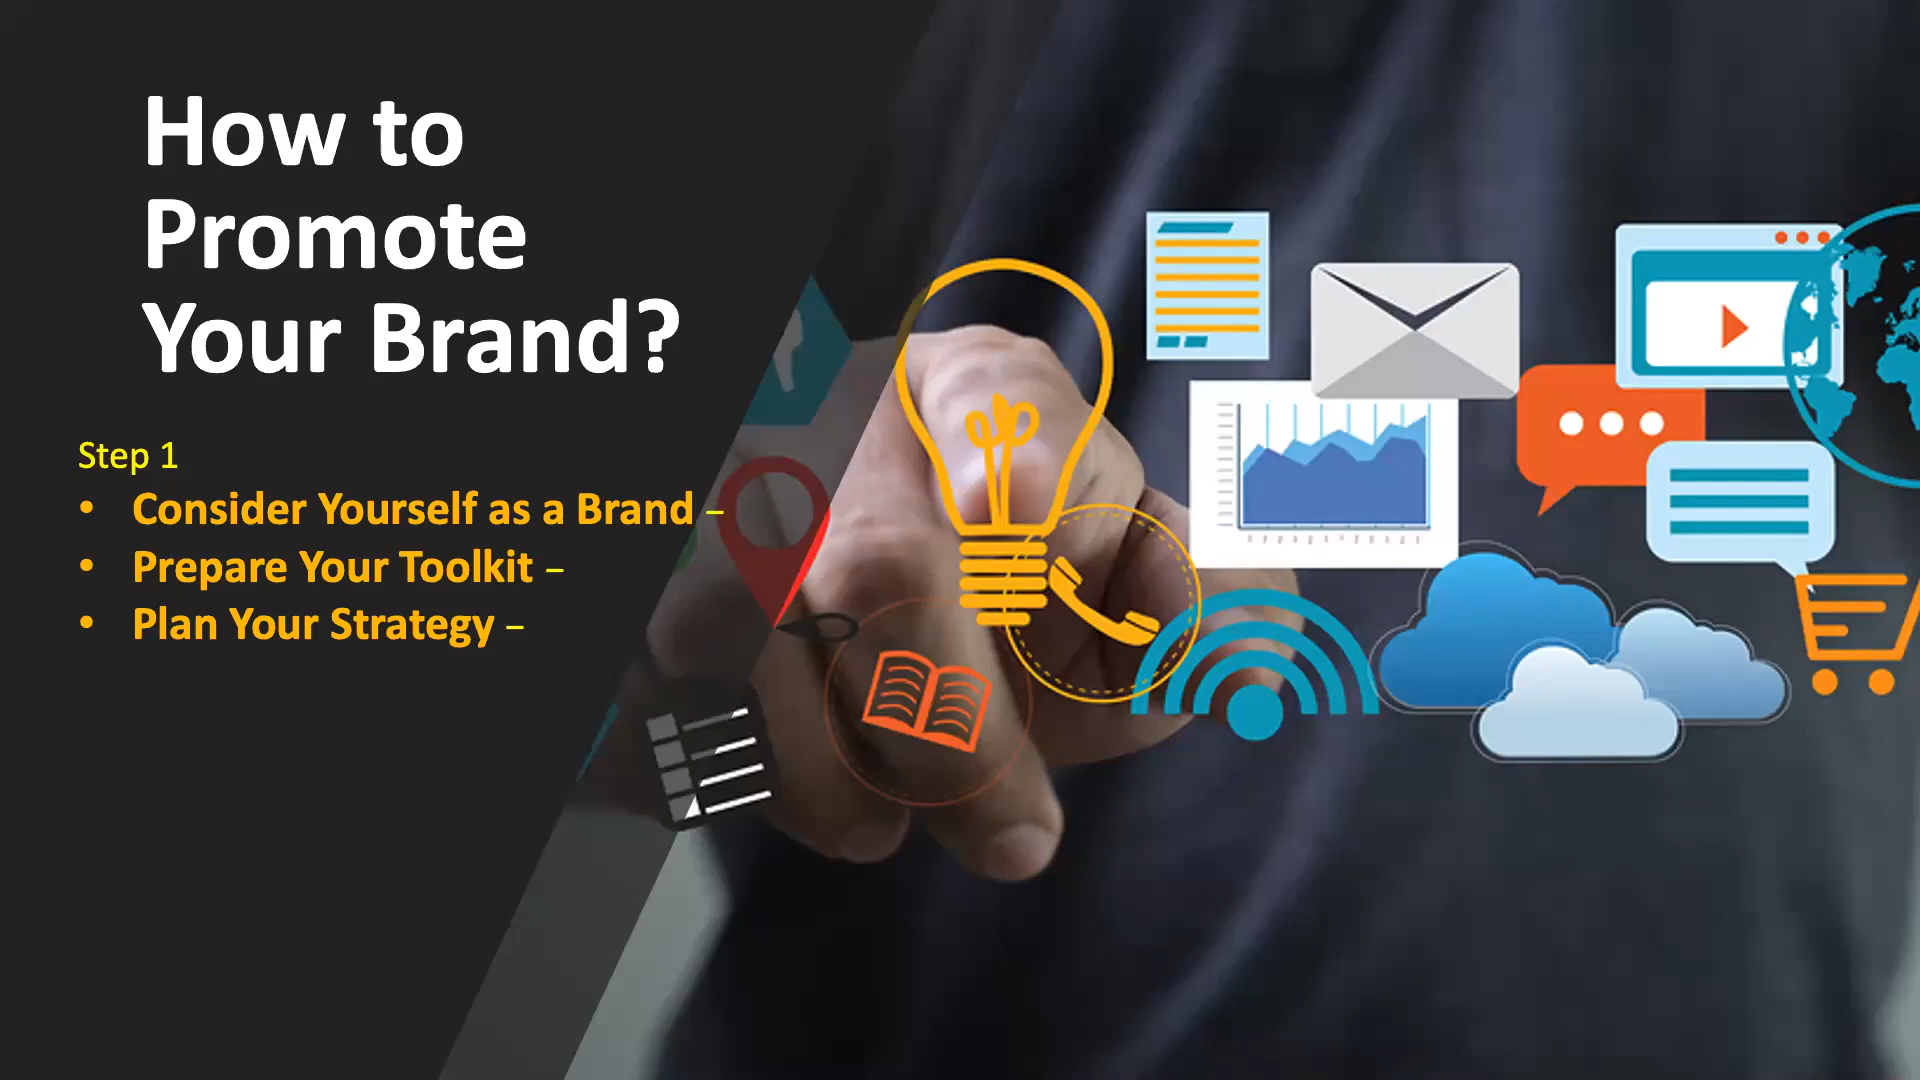 How to
Promote
Your Brand?
Step 1
• Consider Yourself as a Brand –
• Prepare Your Toolkit –
• Plan Your Strategy –